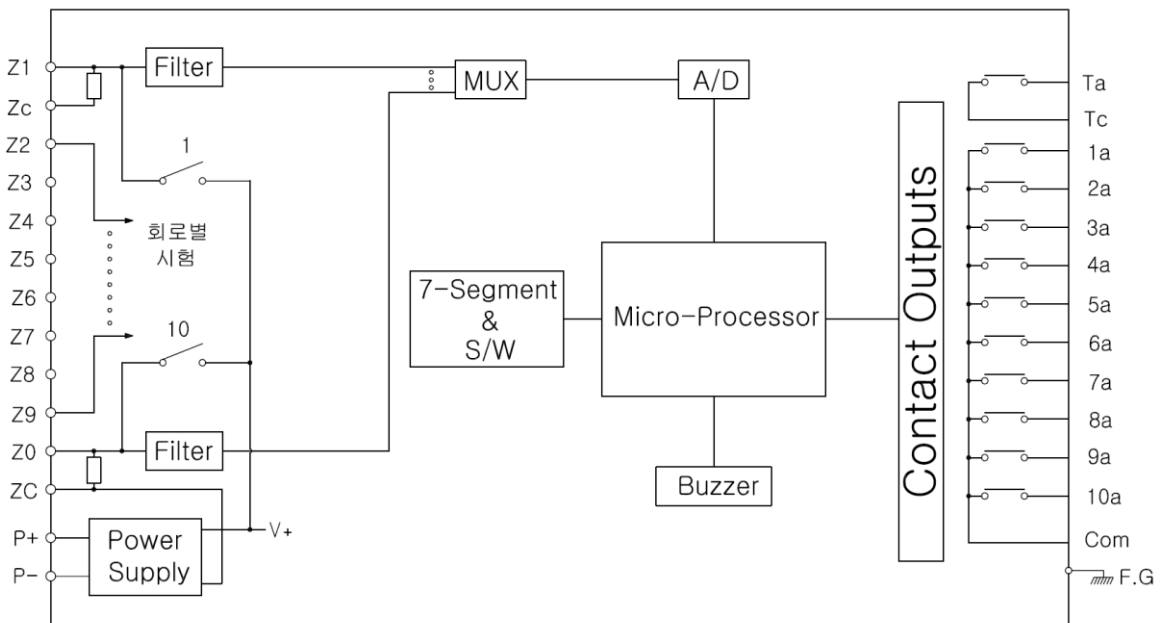 Z1
Zc
Z2
Z3
Z4
Z5
Z6
Z7
Z8
Z9
Z0
ZC
P+
P-
Filter
1
회로별
시험
10
Filter
Power
Supply
V+
MUX
A/D
7-Segment
&
S/W
Micro-Processor
Buzzer
Contact Outputs
Ta
Tc
1a
2a
3a
4a
5a
6a
7a
8a
9a
10a
Com
F.G